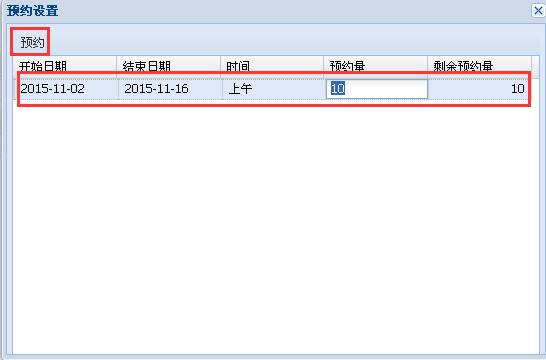 预约设置
预约
开始日期 结束日期 时间 预约量 剩余预约量
2015-11-02 2015-11-16 上午 10 10